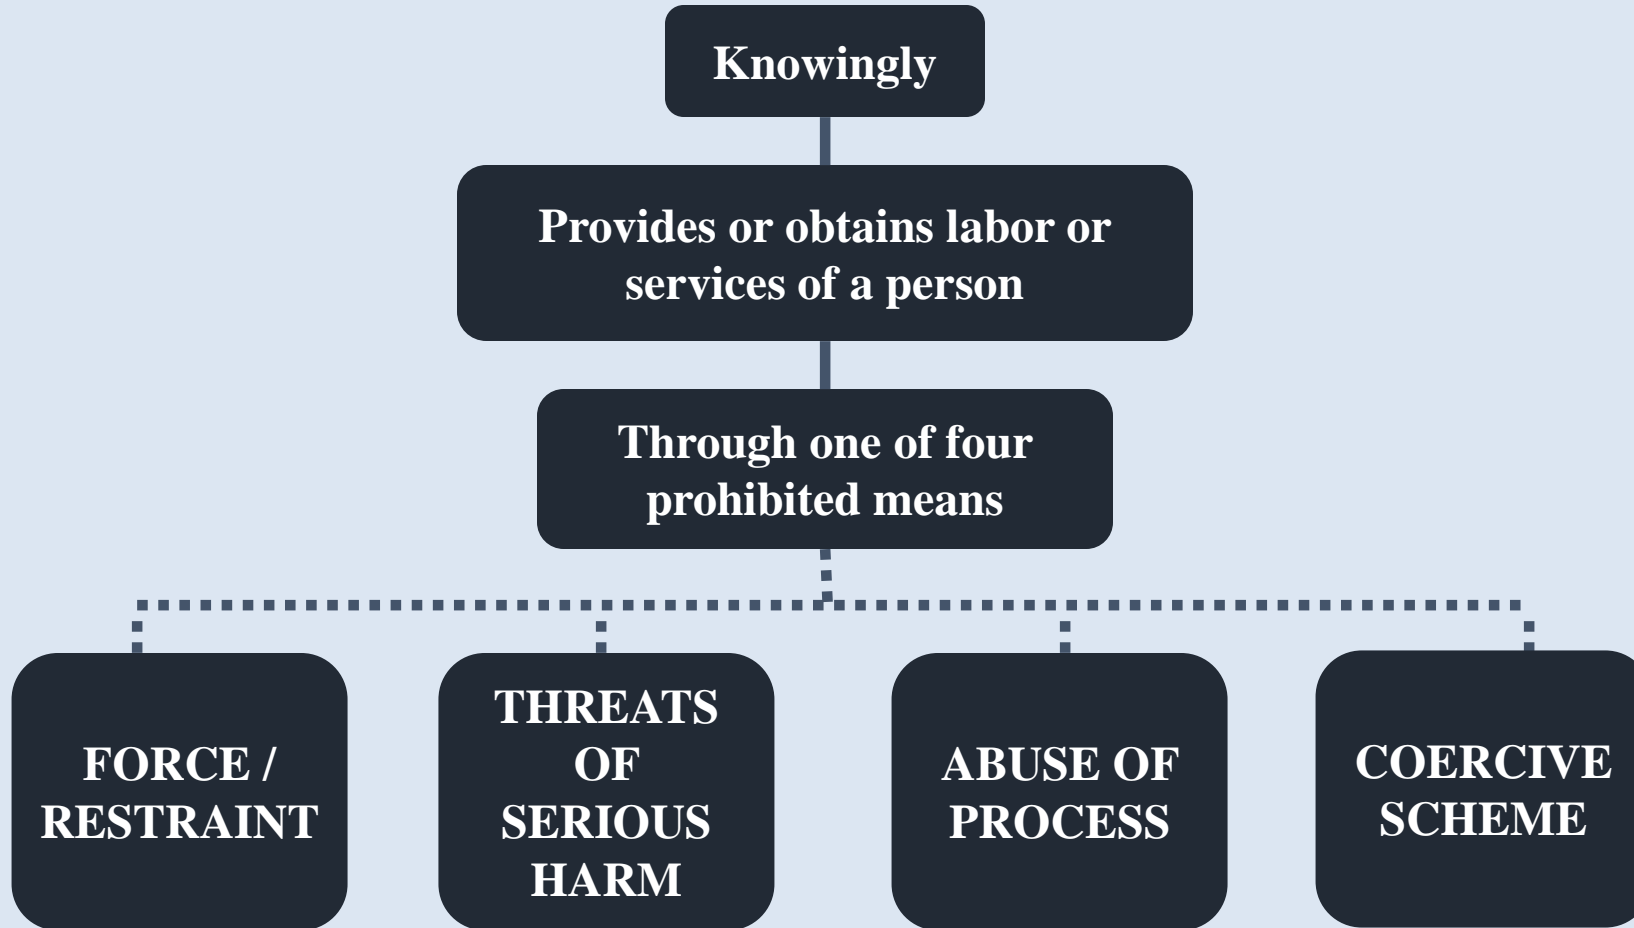 Knowingly
Provides or obtains labor or
services of a person
Through one of four
prohibited means
FORCE /
RESTRAINT
THREATS
OF
SERIOUS
HARM
ABUSE OF
PROCESS
COERCIVE
SCHEME